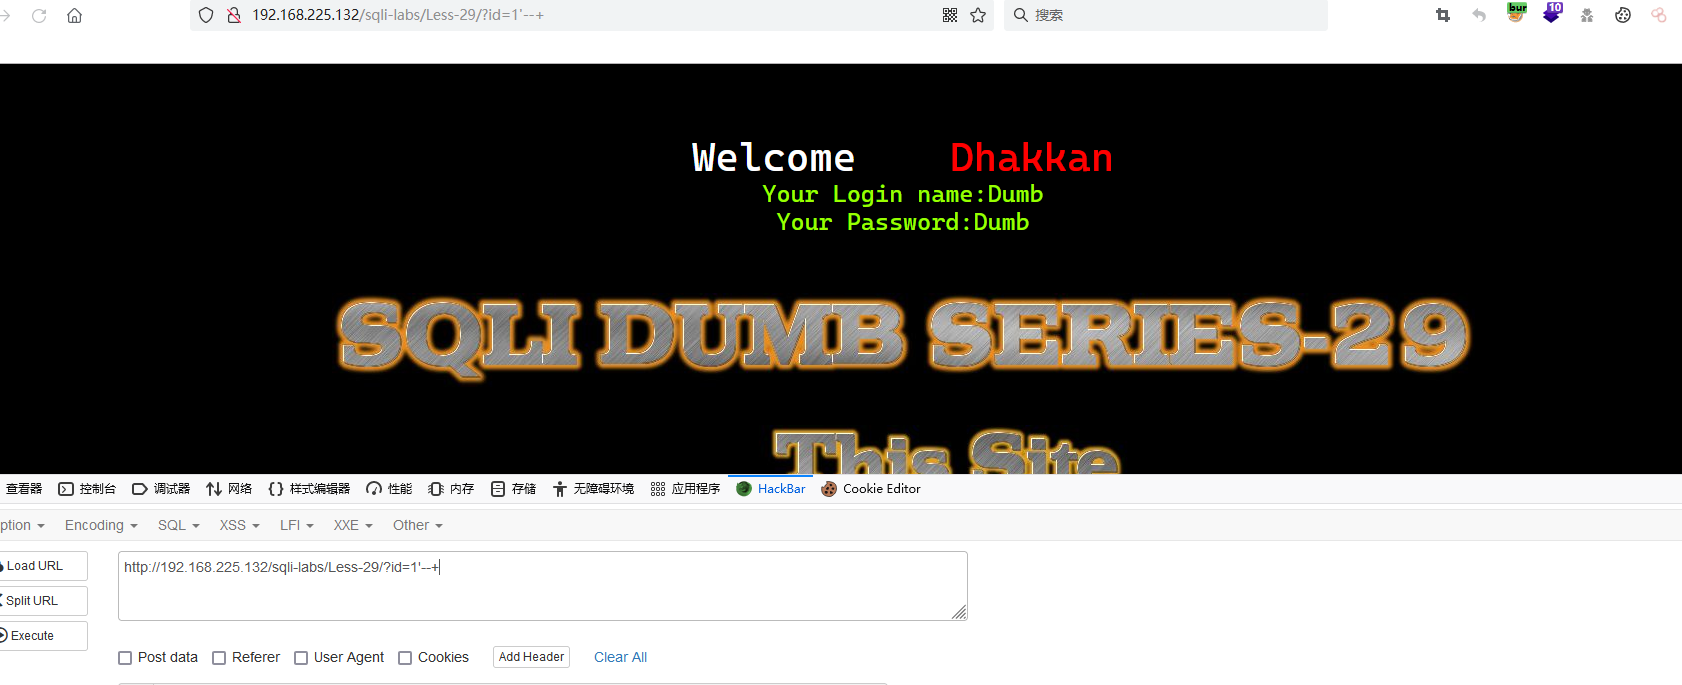 192.168.225.132/sqli-labs/Less-29/?id=1'--+
搜索
bur
10
Welcome Dhakkan
Your Login name:Dumb
Your Password:Dumb
SQLI DUMB SERIES-29
This Site
查看器 控制台 调试器 网络 样式编辑器 性能 内存 存储 无障碍环境 应用程序 HackBar Cookie Editor
ption Encoding SQL XSS LFI XXE Other
Load URL
http://192.168.225.132/sqli-labs/Less-29/?id=1'--+
Split URL
Execute
Post data Referer User Agent Cookies Add Header Clear All